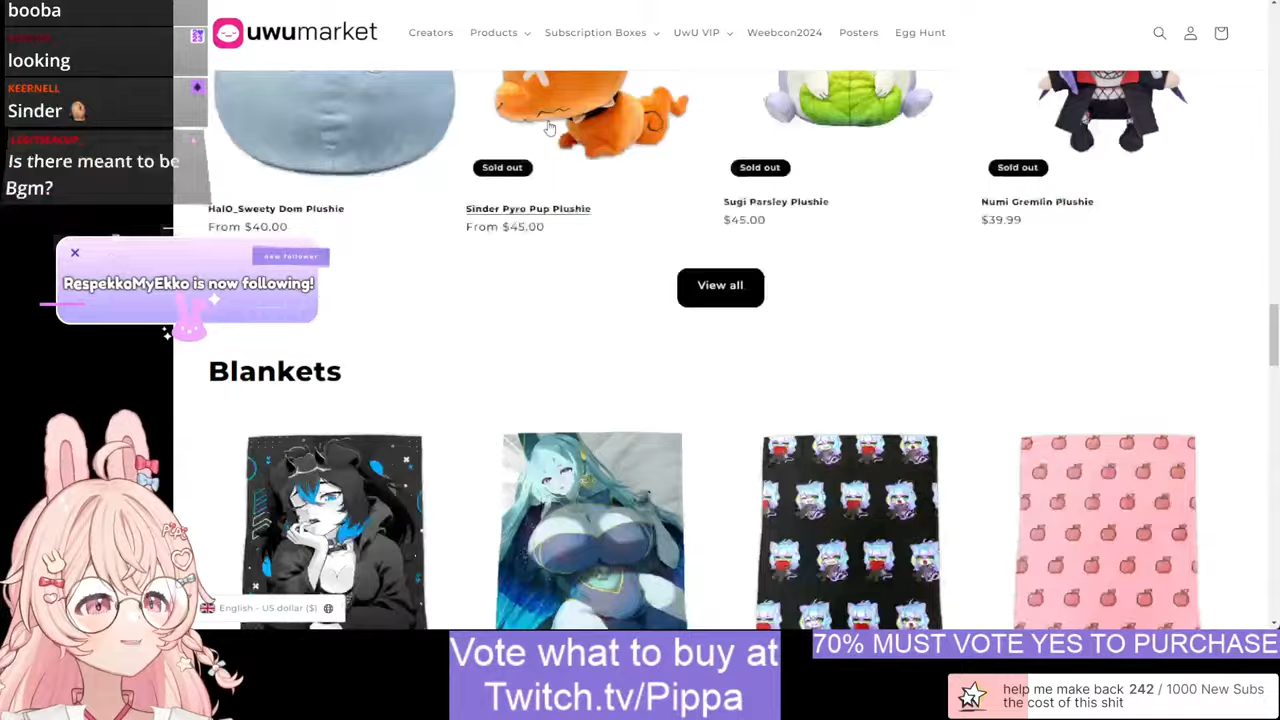 booba
looking
KEERNELL
Sinder
Is there meant to be
Bgm?
uwumarket
Creators
Products
Subscription Boxes
UwU VIP
Weebcon2024
Posters
Egg Hunt
Sold out
Sold out
Sold out
HalO_Sweety Dom Plushie
From $40.00
Sinder Pyro Pup Plushie
From $45.00
Sugi Parsley Plushie
$45.00
Numi Gremlin Plushie
$39.99
new follower
RespekkoMyEkko is now following!
View all
Blankets
English - US dollar ($)
Vote what to buy at
Twitch.tv/Pippa
70% MUST VOTE YES TO PURCHASE
help me make back 242 / 1000 New Subs
the cost of this shit